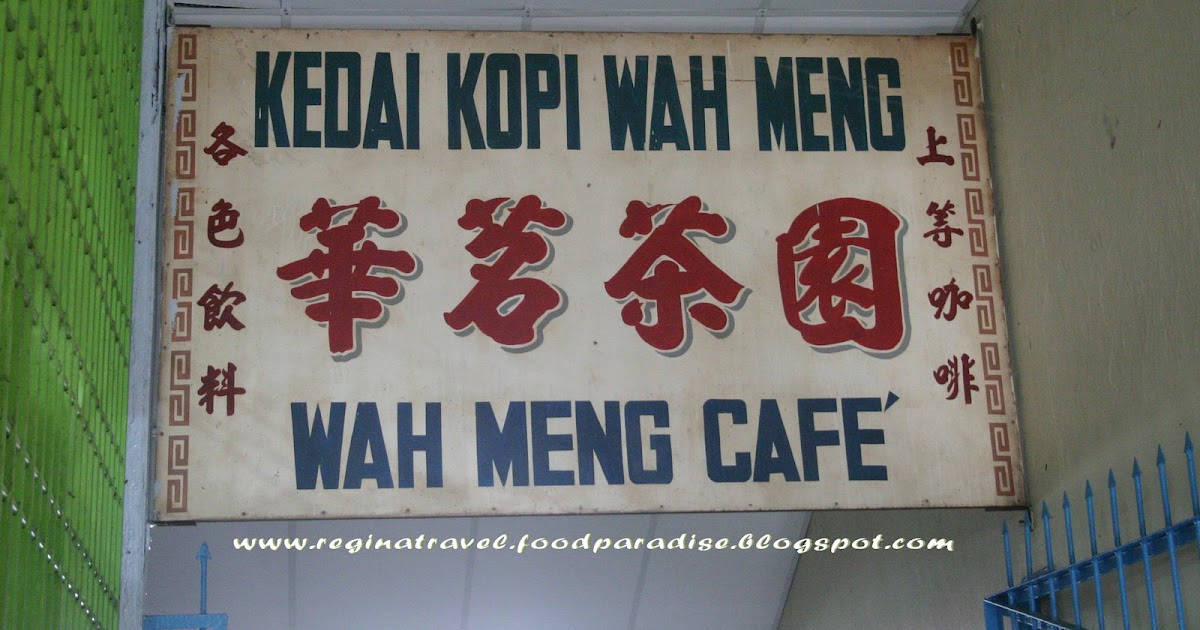 KEDAI KOPI WAH MENG
上等咖啡
華茗茶園
各色飲料
WAH MENG CAFE´
www.reginatravel.foodparadise.blogspot.com